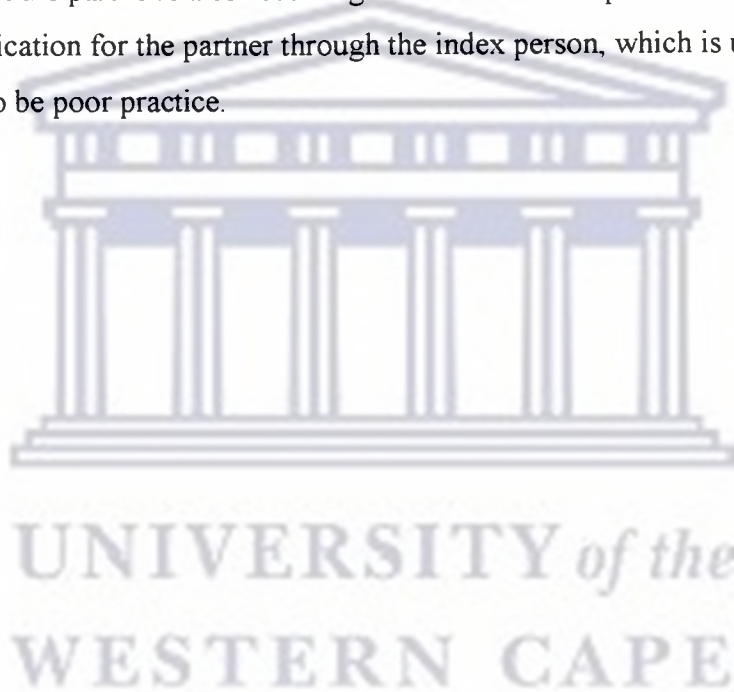 ication for the partner through the index person, which is u
o be poor practice.
UNIVERSITY of the
WESTERN CAPE